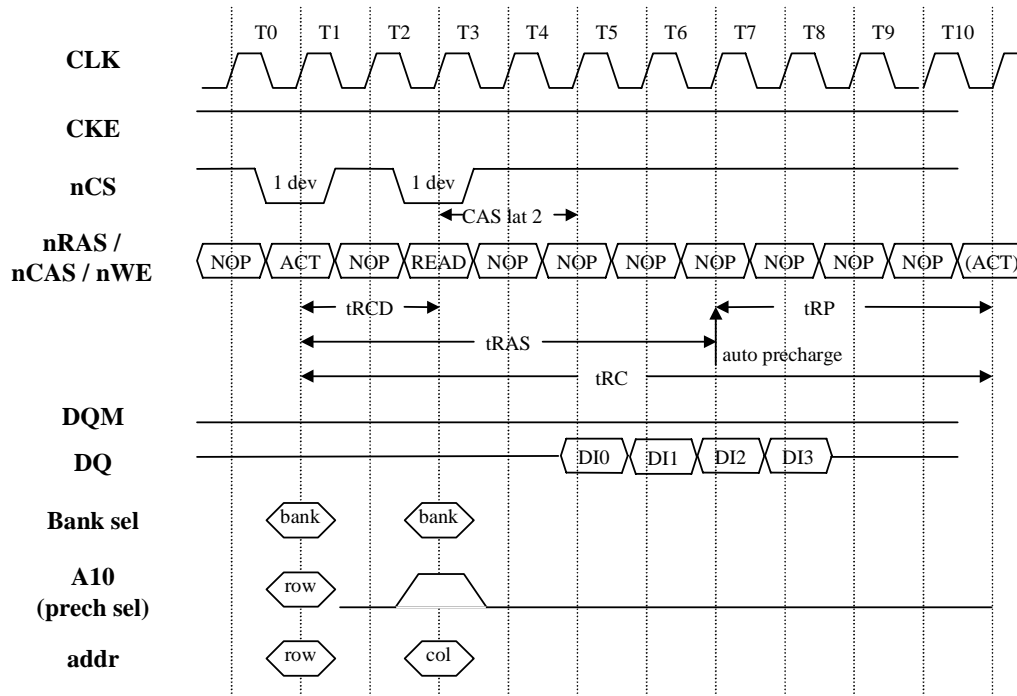 T0 T1 T2 T3 T4 T5 T6 T7 T8 T9 T10
CLK
CKE
nCS 1 dev 1 dev
CAS lat 2
nRAS /
nCAS / nWE
NOP ACT NOP READ NOP NOP NOP NOP NOP NOP NOP (ACT)
tRCD tRP
tRAS
auto precharge
tRC
DQM
DQ DI0 DI1 DI2 DI3
Bank sel bank bank
A10
(prech sel)
row
addr row col